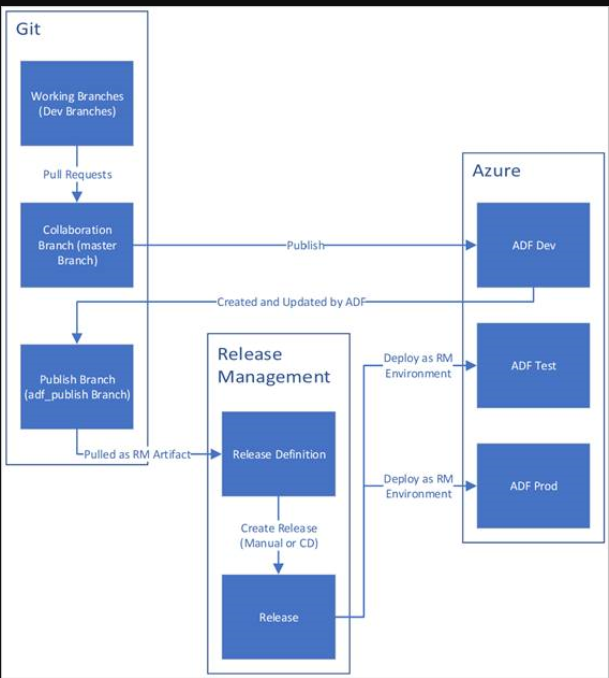 Git
Working Branches
(Dev Branches)
Pull Requests
Collaboration
Branch (master
Branch)
Publish
Azure
ADF Dev
Created and Updated by ADF
Publish Branch
(adf_publish Branch)
Pulled as RM Artifact
Release
Management
Release Definition
Create Release
(Manual or CD)
Release
Deploy as RM
Environment
ADF Test
Deploy as RM
Environment
ADF Prod